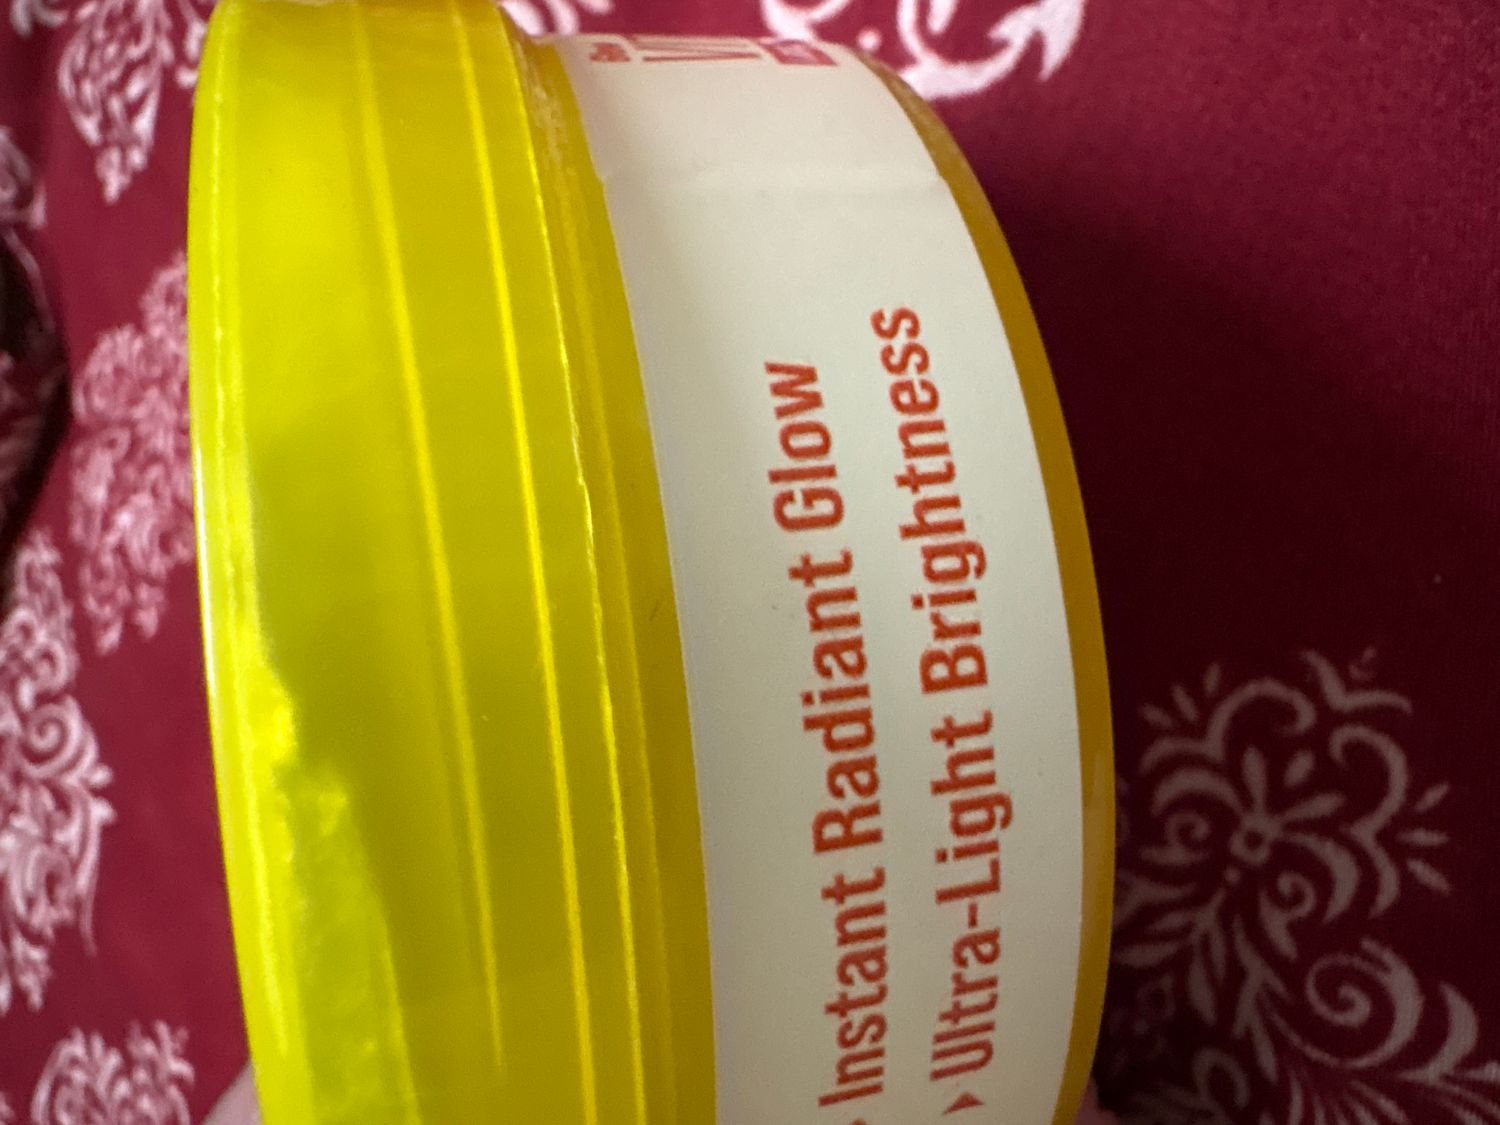 Instant Radiant Glow
Ultra-Light Brightness